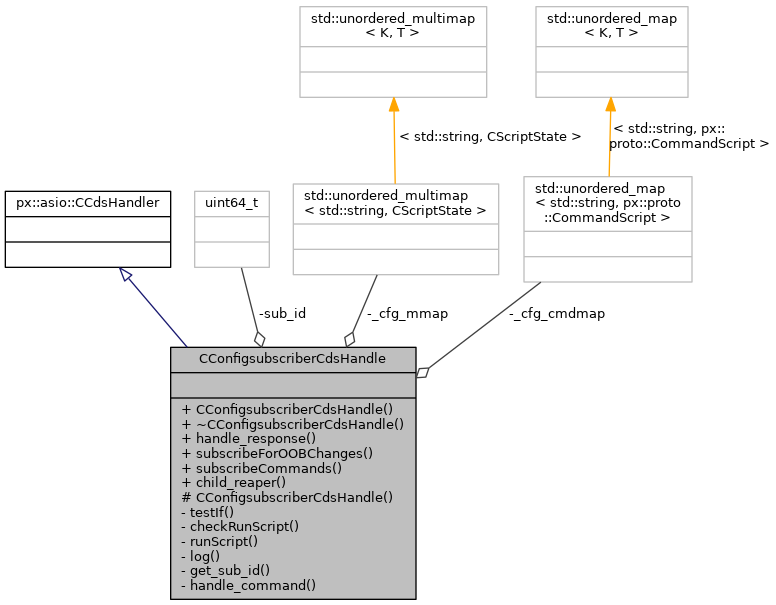 std::unordered_multimap
< K, T >
std::unordered_map
< K, T >
< std::string, CScriptState >
< std::string, px::
proto::CommandScript >
px::asio::CCdsHandler
uint64_t
std::unordered_multimap
< std::string, CScriptState >
std::unordered_map
< std::string, px::proto
::CommandScript >
-sub_id
-_cfg_mmap
-_cfg_cmdmap
CConfigsubscriberCdsHandle
+ CConfigsubscriberCdsHandle()
+ ~CConfigsubscriberCdsHandle()
+ handle_response()
+ subscribeForOOBChanges()
+ subscribeCommands()
+ child_reaper()
# CConfigsubscriberCdsHandle()
- testIf()
- checkRunScript()
- runScript()
- log()
- get_sub_id()
- handle_command()